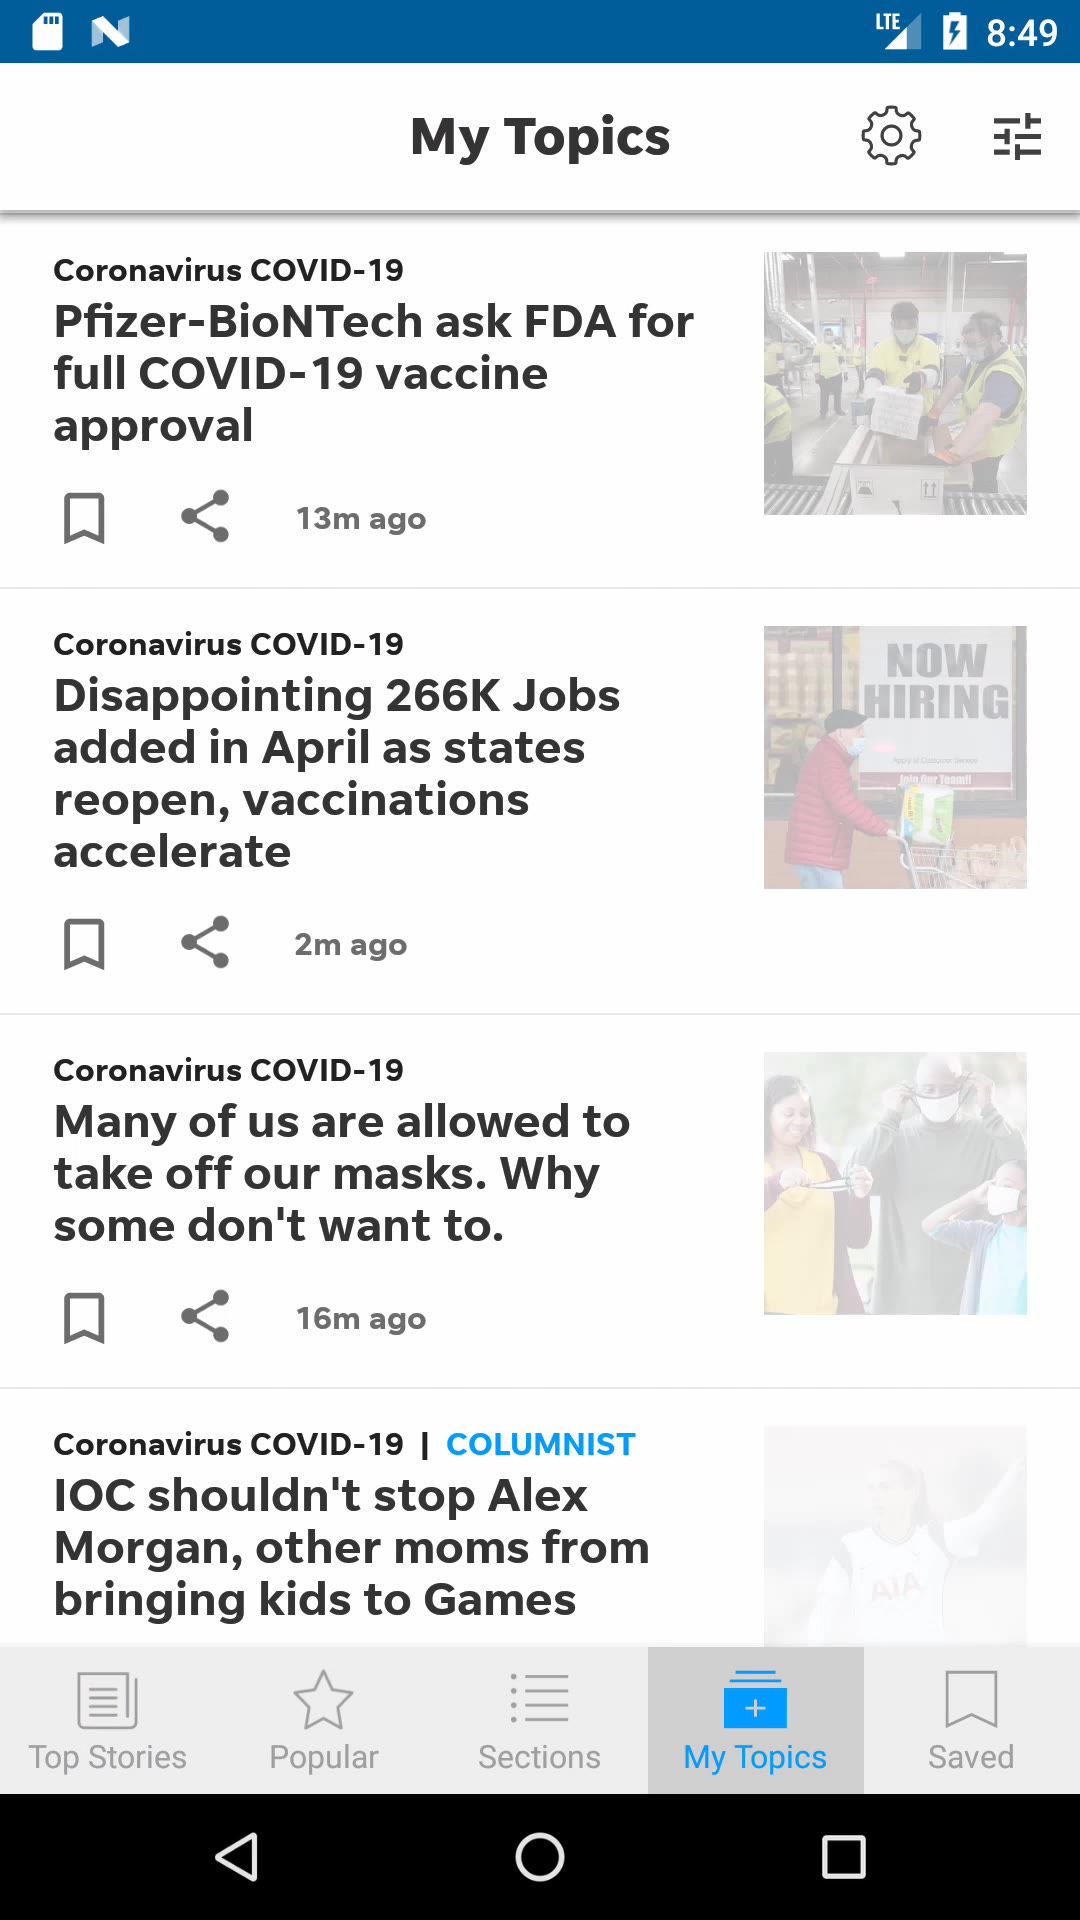 LTE 8:49
My Topics
Coronavirus COVID-19
Pfizer-BioNTech ask FDA for
full COVID-19 vaccine
approval
13m ago
Coronavirus COVID-19
Disappointing 266K Jobs
added in April as states
reopen, vaccinations
accelerate
2m ago
NOW
HIRING
Apply at Customer Service
Join Our Team!!
Coronavirus COVID-19
Many of us are allowed to
take off our masks. Why
some don't want to.
16m ago
Coronavirus COVID-19 | COLUMNIST
IOC shouldn't stop Alex
Morgan, other moms from
bringing kids to Games
AIA
Top Stories
Popular
Sections
My Topics
Saved